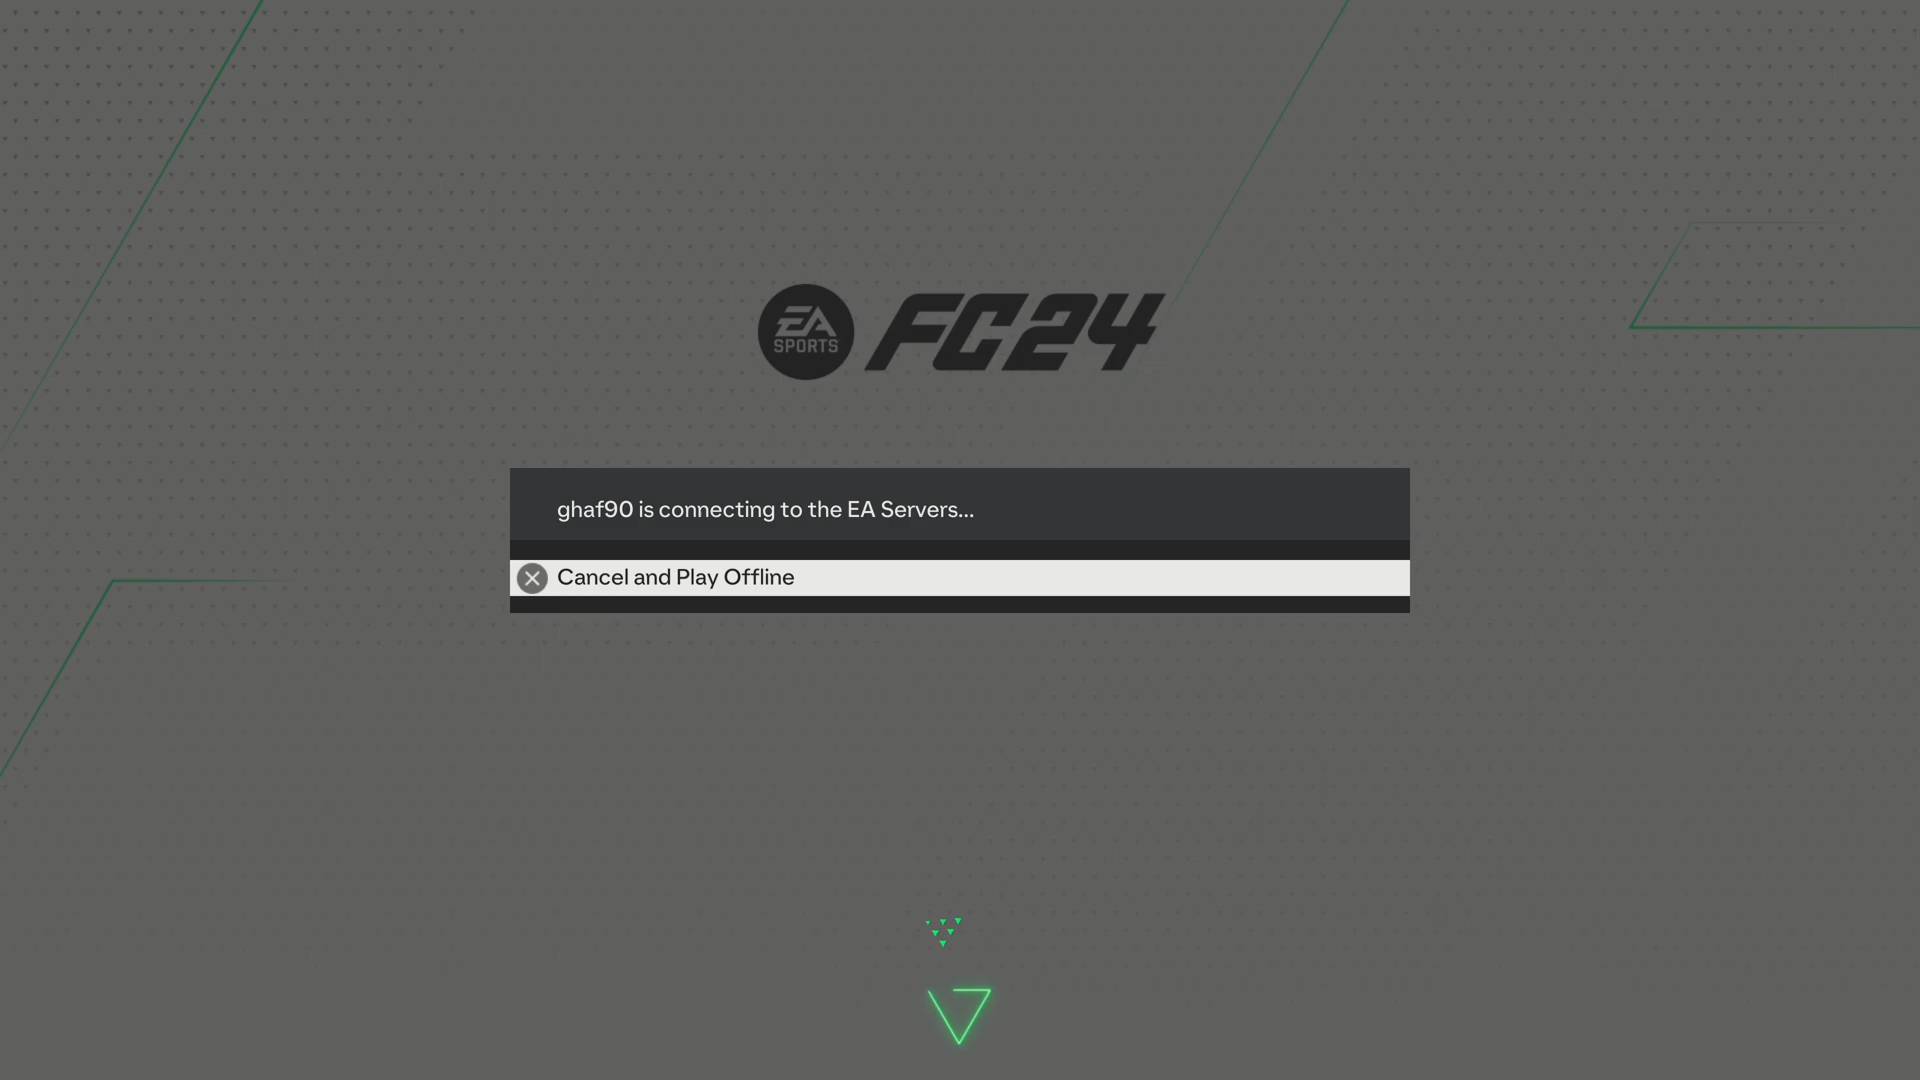 EA SPORTS FC24
ghaf90 is connecting to the EA Servers...
Cancel and Play Offline